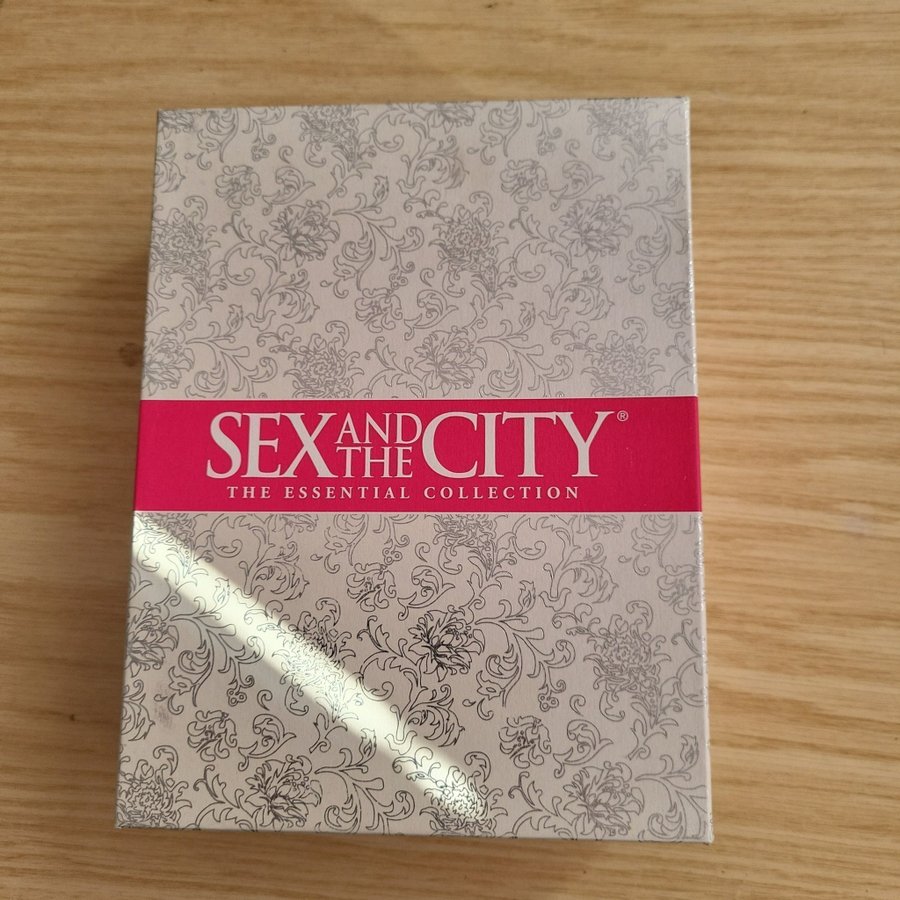 SEX AND THE CITY®
THE ESSENTIAL COLLECTION